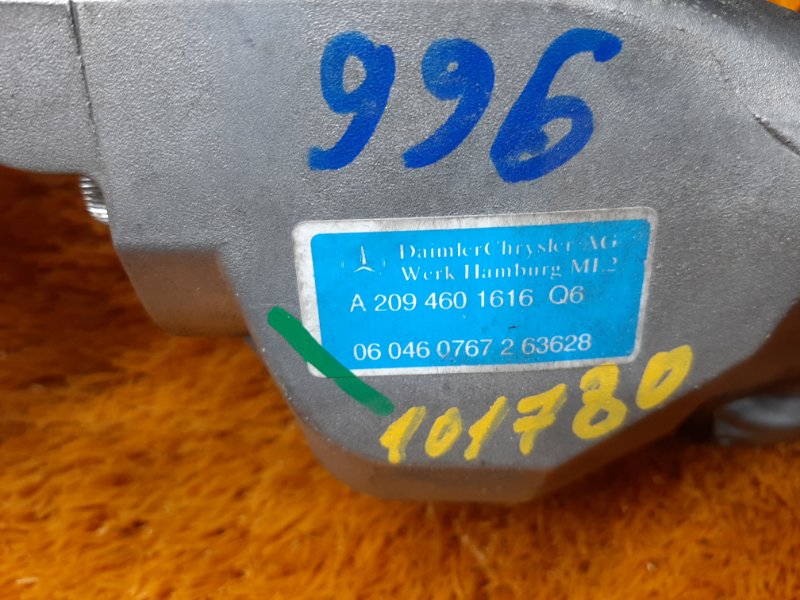 996
DaimlerChrysler AG
Werk Hamburg ML2
A 209 460 1616 Q6
06 046 0767 2 63628
101780